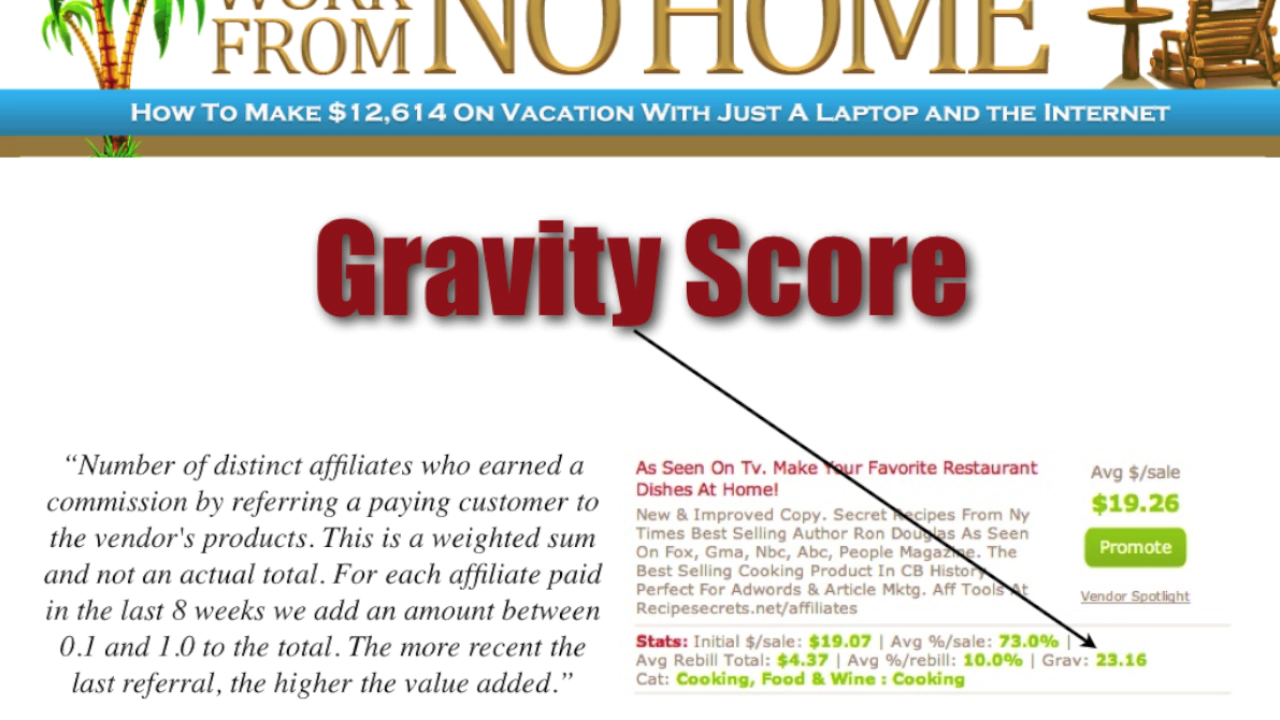 WORK
FROM NO HOME
How To Make $12,614 On Vacation With Just A Laptop and the Internet
Gravity Score
“Number of distinct affiliates who earned a
commission by referring a paying customer to
the vendor's products. This is a weighted sum
and not an actual total. For each affiliate paid
in the last 8 weeks we add an amount between
0.1 and 1.0 to the total. The more recent the
last referral, the higher the value added.”
As Seen On Tv. Make Your Favorite Restaurant
Dishes At Home!
New & Improved Copy. Secret Recipes From Ny
Times Best Selling Author Ron Douglas As Seen
On Fox, Gma, Nbc, Abc, People Magazine. The
Best Selling Cooking Product In CB History
Perfect For Adwords & Article Mktg. Aff Tools At
Recipesecrets.net/affiliates
Avg $/sale
$19.26
Promote
Vendor Spotlight
Stats: Initial $/sale: $19.07 | Avg %/sale: 73.0% |
Avg Rebill Total: $4.37 | Avg %/rebill: 10.0% | Grav: 23.16
Cat: Cooking, Food & Wine : Cooking